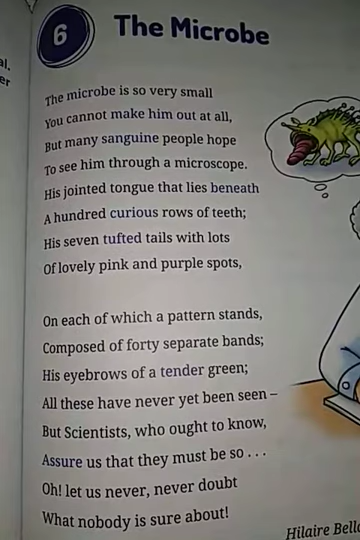 al.
er
6
The Microbe
The microbe is so very small
You cannot make him out at all,
But many sanguine people hope
To see him through a microscope.
His jointed tongue that lies beneath
A hundred curious rows of teeth;
His seven tufted tails with lots
Of lovely pink and purple spots,
On each of which a pattern stands,
Composed of forty separate bands;
His eyebrows of a tender green;
All these have never yet been seen –
But Scientists, who ought to know,
Assure us that they must be so . . .
Oh! let us never, never doubt
What nobody is sure about!
Hilaire